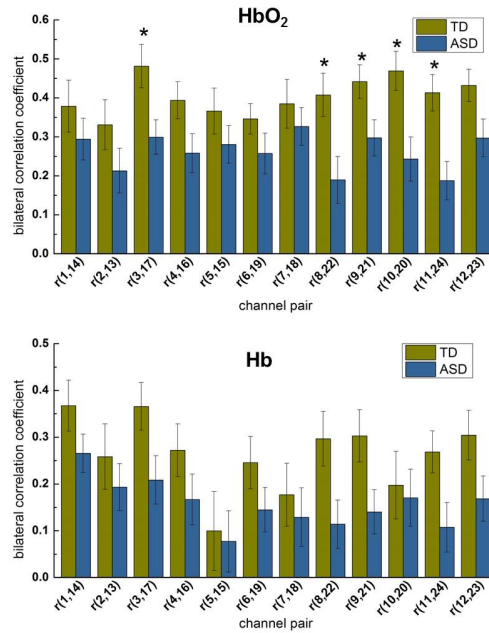 HbO₂
TD
ASD
bilateral correlation coefficient
0.6
0.5
0.4
0.3
0.2
0.1
0.0
*
*
*
*
*
r(1,14)
r(2,13)
r(3,17)
r(4,16)
r(5,15)
r(6,19)
r(7,18)
r(8,22)
r(9,21)
r(10,20)
r(11,24)
r(12,23)
channel pair
Hb
TD
ASD
bilateral correlation coefficient
0.5
0.4
0.3
0.2
0.1
0.0
r(1,14)
r(2,13)
r(3,17)
r(4,16)
r(5,15)
r(6,19)
r(7,18)
r(8,22)
r(9,21)
r(10,20)
r(11,24)
r(12,23)
channel pair